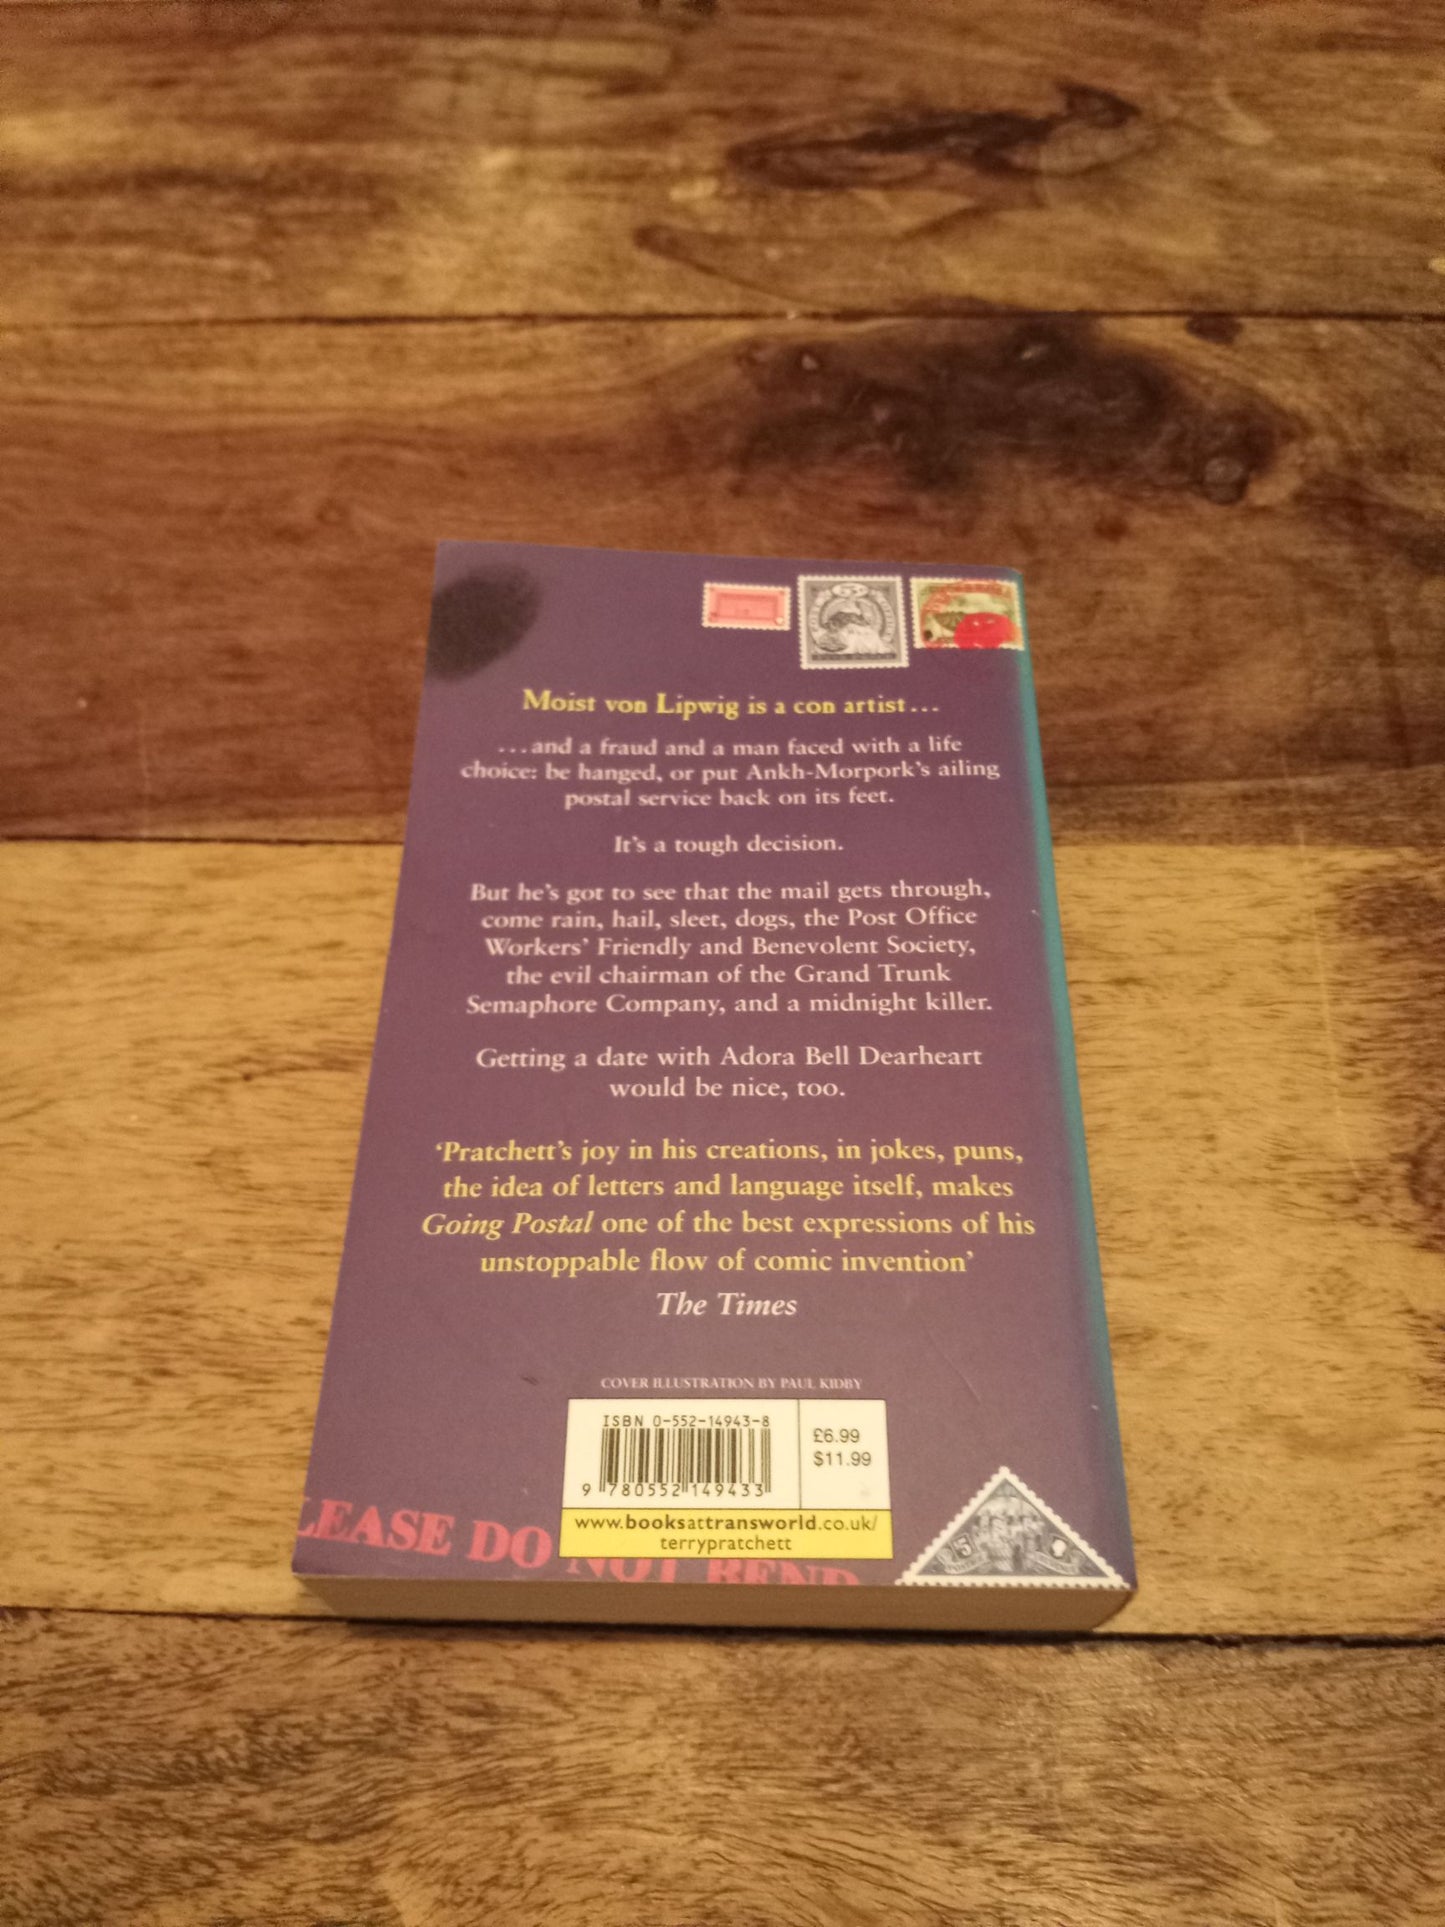 Moist von Lipwig is a con artist...
...and a fraud and a man faced with a life
choice: be hanged, or put Ankh-Morpork's ailing
postal service back on its feet.
It's a tough decision.
But he's got to see that the mail gets through,
come rain, hail, sleet, dogs, the Post Office
Workers' Friendly and Benevolent Society,
the evil chairman of the Grand Trunk
Semaphore Company, and a midnight killer.
Getting a date with Adora Bell Dearheart
would be nice, too.
'Pratchett's joy in his creations, in jokes, puns,
the idea of letters and language itself, makes
Going Postal one of the best expressions of his
unstoppable flow of comic invention'
The Times
COVER ILLUSTRATION BY PAUL KIDBY
ISBN 0-552-14943-8
£6.99
$11.99
9 780552 149433
www.booksattransworld.co.uk/
terrypratchett
LEASE DO NOT BEND